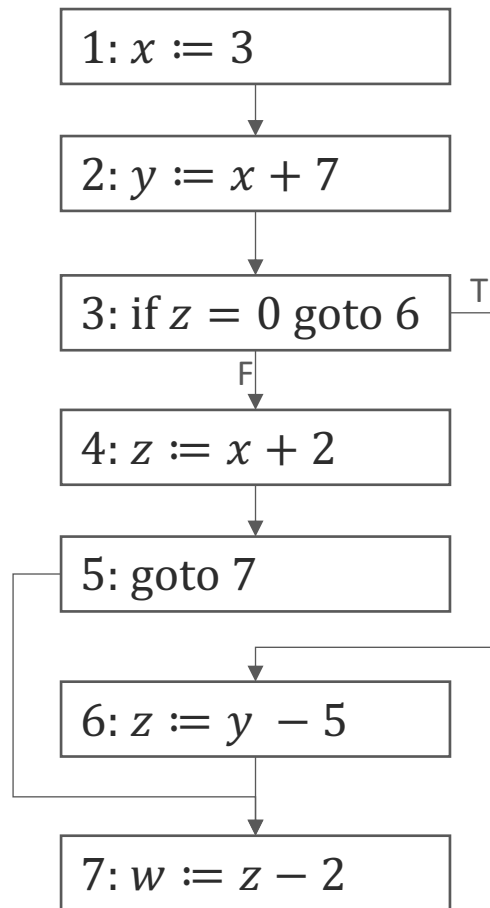 1: x := 3
2: y := x + 7
3: if z = 0 goto 6
T
F
4: z := x + 2
5: goto 7
6: z := y − 5
7: w := z − 2